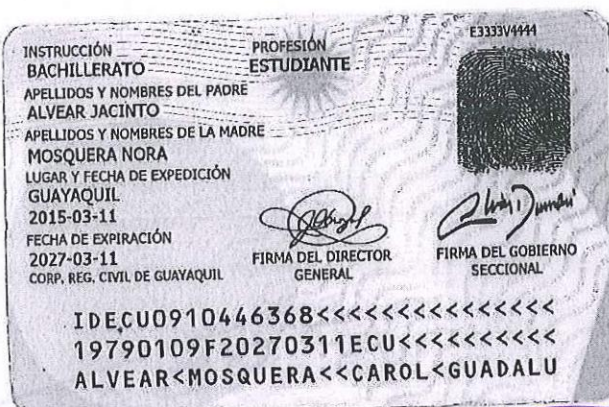 E3333V4444
INSTRUCCIÓN PROFESIÓN
BACHILLERATO ESTUDIANTE
APELLIDOS Y NOMBRES DEL PADRE
ALVEAR JACINTO
APELLIDOS Y NOMBRES DE LA MADRE
MOSQUERA NORA
LUGAR Y FECHA DE EXPEDICIÓN
GUAYAQUIL
2015-03-11
FECHA DE EXPIRACIÓN
2027-03-11
CORP. REG. CIVIL DE GUAYAQUIL
FIRMA DEL DIRECTOR
GENERAL
FIRMA DEL GOBIERNO
SECCIONAL
IDECU0910446368<<<<<<<<<<<<<<<
19790109F20270311ECU<<<<<<<<<<
ALVEAR<MOSQUERA<<CAROL<GUADALU